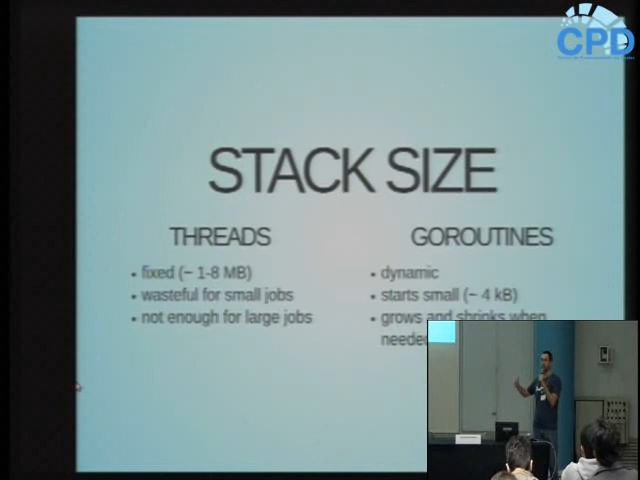 CPD
STACK SIZE
THREADS
• fixed (~ 1-8 MB)
• wasteful for small jobs
• not enough for large jobs
GOROUTINES
• dynamic
• starts small (~ 4 kB)
• grows and shrinks when
needed